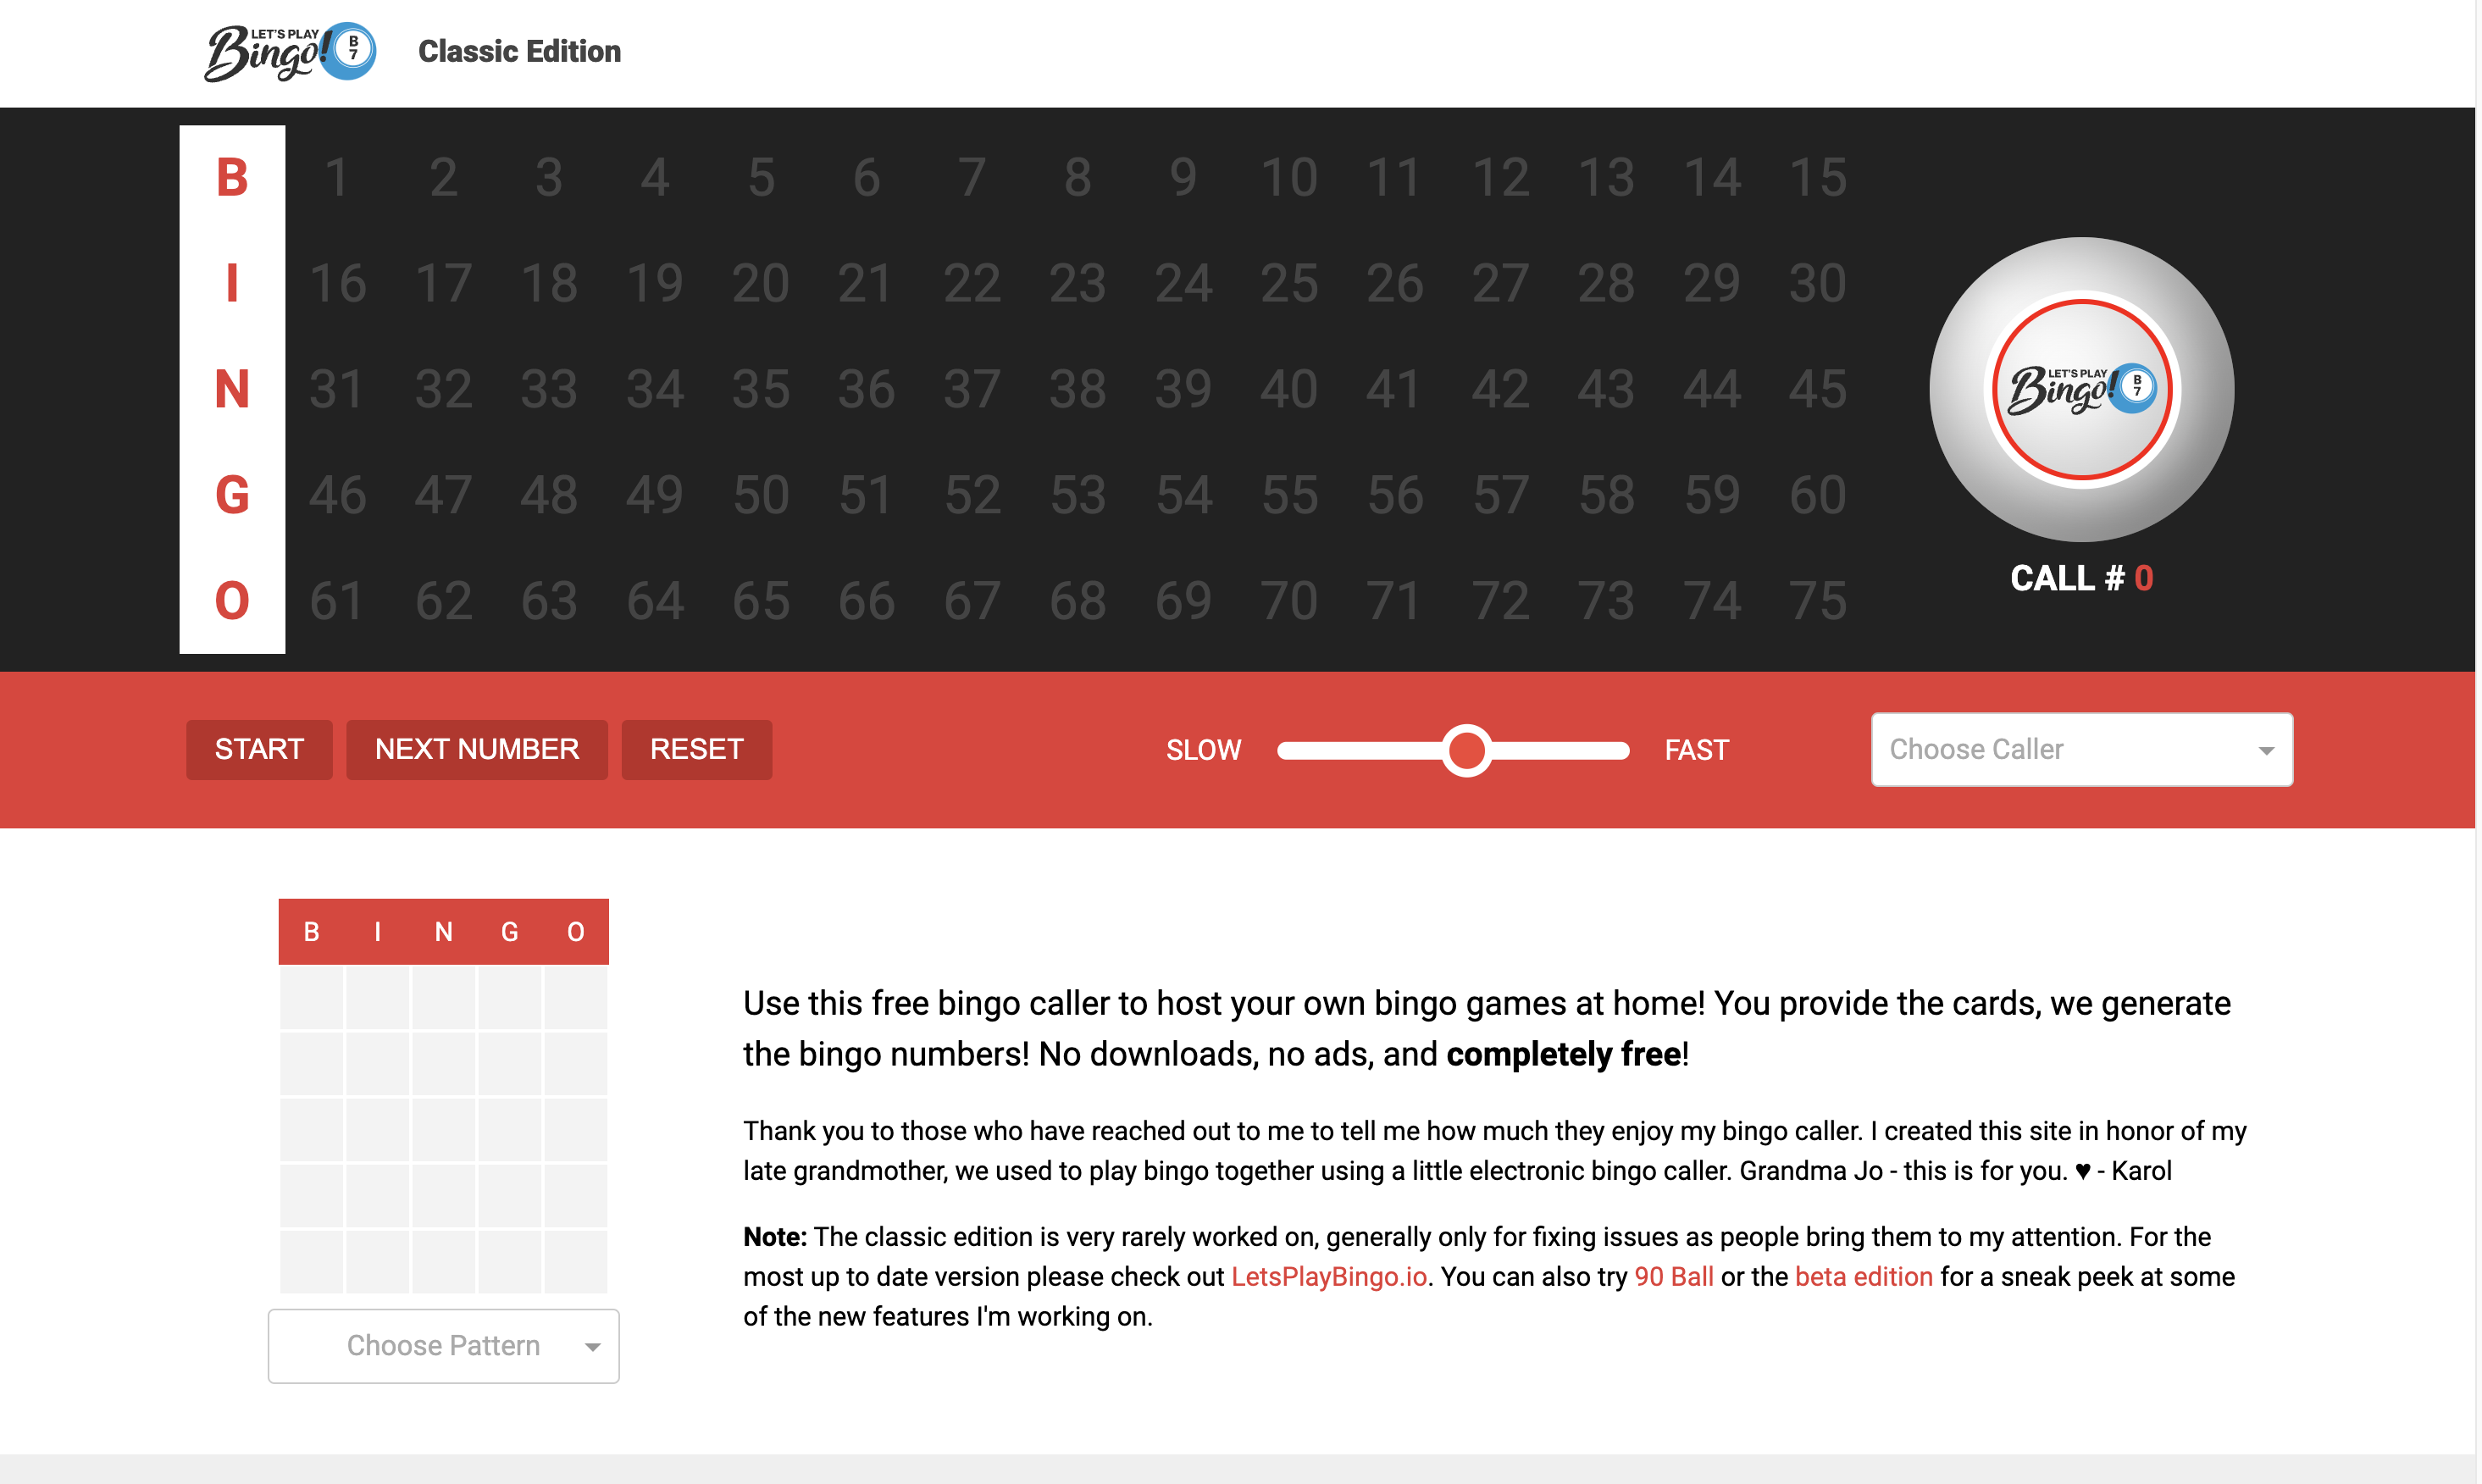 LET'S PLAY
Bingo!
B
7
Classic Edition
B 1 2 3 4 5 6 7 8 9 10 11 12 13 14 15
I 16 17 18 19 20 21 22 23 24 25 26 27 28 29 30
N 31 32 33 34 35 36 37 38 39 40 41 42 43 44 45
G 46 47 48 49 50 51 52 53 54 55 56 57 58 59 60
O 61 62 63 64 65 66 67 68 69 70 71 72 73 74 75
LET'S PLAY
Bingo!
B
7
CALL # 0
START NEXT NUMBER RESET SLOW FAST Choose Caller
B I N G O
Choose Pattern
Use this free bingo caller to host your own bingo games at home! You provide the cards, we generate
the bingo numbers! No downloads, no ads, and completely free!
Thank you to those who have reached out to me to tell me how much they enjoy my bingo caller. I created this site in honor of my
late grandmother, we used to play bingo together using a little electronic bingo caller. Grandma Jo - this is for you. ♥ - Karol
Note: The classic edition is very rarely worked on, generally only for fixing issues as people bring them to my attention. For the
most up to date version please check out LetsPlayBingo.io. You can also try 90 Ball or the beta edition for a sneak peek at some
of the new features I'm working on.